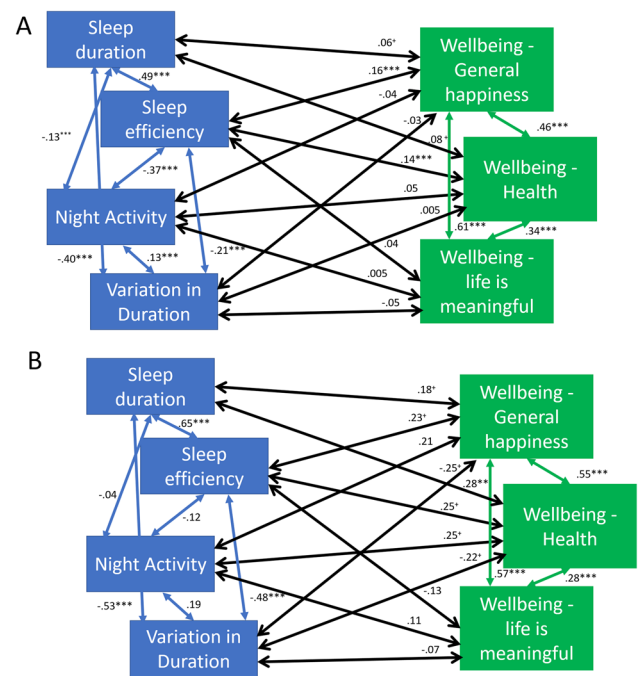 A
Sleep
duration
.06⁺
Wellbeing -
General
happiness
.49***
.16***
-.04
Sleep
efficiency
-.03
-.13***
.08⁺
.46***
.14***
Wellbeing -
Health
-.37***
.05
Night Activity
.005
.61***
.34***
-.21***
.04
-.40***
.13***
.005
Wellbeing -
life is
meaningful
Variation in
Duration
-.05
B
Sleep
duration
.18⁺
Wellbeing -
General
happiness
.65***
.23⁺
.21
Sleep
efficiency
-.25⁺
.28**
.55***
-.04
.25⁺
Wellbeing -
Health
-.12
.25⁺
Night Activity
-.22⁺
.57***
.28***
-.48***
-.13
-.53***
.19
.11
Wellbeing -
life is
meaningful
Variation in
Duration
-.07